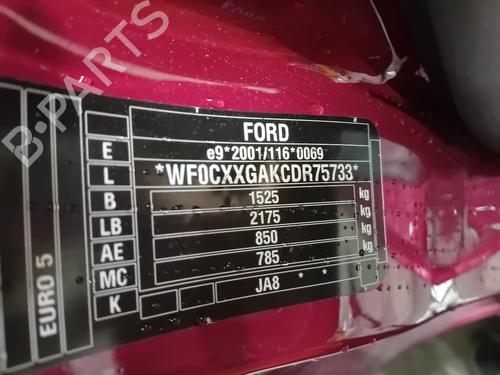 FORD
B-PARTS
FORD
E e9*2001/116*0069
L *WF0CXXGAKCDR75733*
B 1525 kg
LB 2175 kg
AE 850 kg
MC 785 kg
K JA8 * *
EURO 5